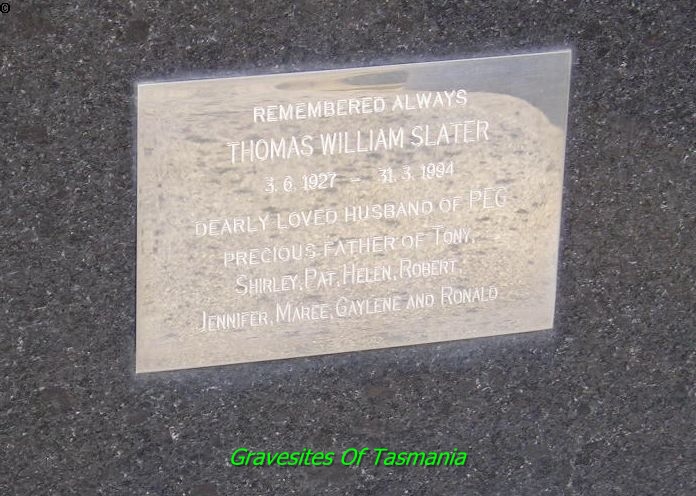 ©
REMEMBERED ALWAYS
THOMAS WILLIAM SLATER
3. 6. 1927 – 31. 3. 1994
DEARLY LOVED HUSBAND OF PEG
PRECIOUS FATHER OF TONY,
SHIRLEY, PAT, HELEN, ROBERT,
JENNIFER, MAREE, GAYLENE AND RONALD
Gravesites Of Tasmania